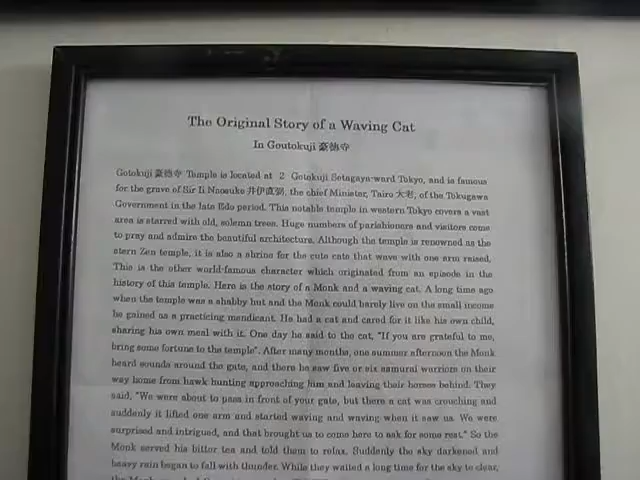 The Original Story of a Waving Cat
In Goutokuji 豪徳寺
Gotokuji 豪徳寺 Temple is located at 2 Gotokuji Setagaya-ward Tokyo, and is famous
for the grave of Sir Ii Naosuke 井伊直弼, the chief Minister, Tairo 大老, of the Tokugawa
Government in the late Edo period. This notable temple in western Tokyo covers a vast
area is starred with old, solemn trees. Huge numbers of parishioners and visitors come
to pray and admire the beautiful architecture. Although the temple is renowned as the
stern Zen temple, it is also a shrine for the cute cats that wave with one arm raised.
This is the other world-famous character which originated from an episode in the
history of this temple. Here is the story of a Monk and a waving cat. A long time ago
when the temple was a shabby hut and the Monk could barely live on the small income
he gained as a practicing mendicant. He had a cat and cared for it like his own child,
sharing his own meal with it. One day he said to the cat, "If you are grateful to me,
bring some fortune to the temple". After many months, one summer afternoon the Monk
heard sounds around the gate, and there he saw five or six samurai warriors on their
way home from hawk hunting approaching him and leaving their horses behind. They
said, "We were about to pass in front of your gate, but there a cat was crouching and
suddenly it lifted one arm and started waving and waving when it saw us. We were
surprised and intrigued, and that brought us to come here to ask for some rest." So the
Monk served his bitter tea and told them to relax. Suddenly the sky darkened and
heavy rain began to fall with thunder. While they waited a long time for the sky to clear,
the Monk